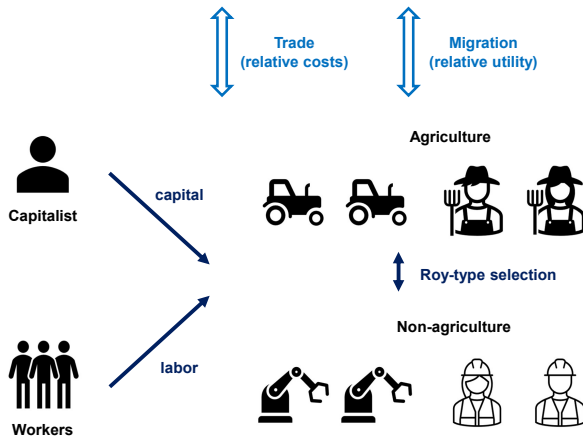 Trade
(relative costs)
Migration
(relative utility)
Agriculture
capital
Capitalist
Roy-type selection
Non-agriculture
labor
Workers